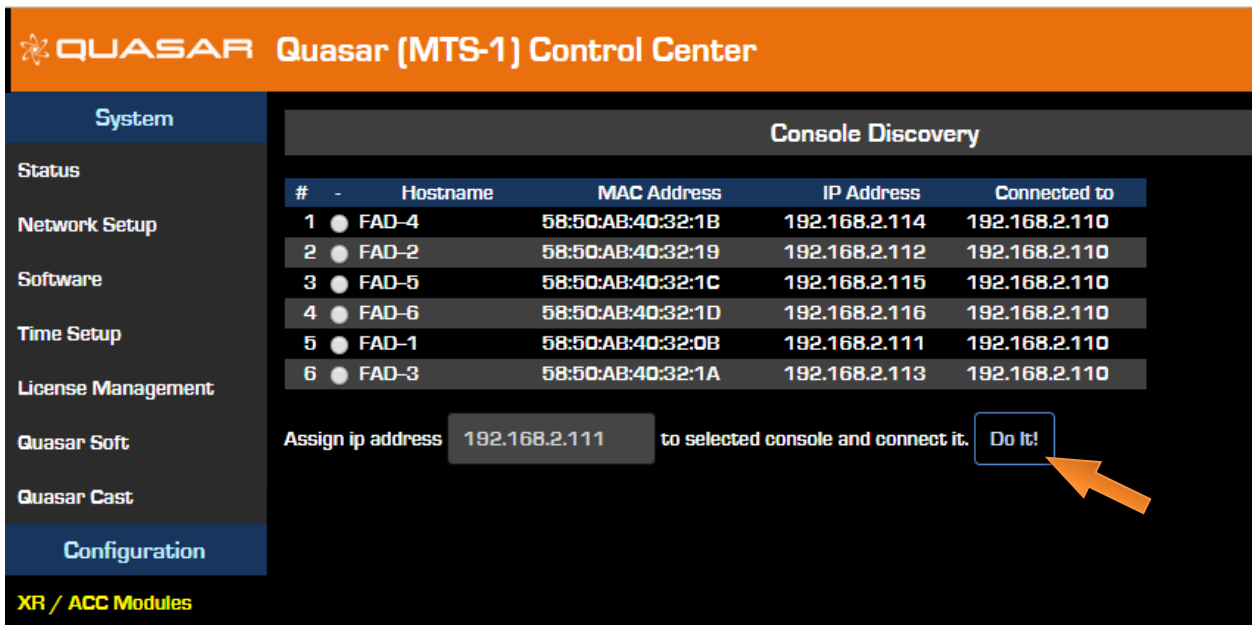 QUASAR Quasar (MTS-1) Control Center
System
Status
Network Setup
Software
Time Setup
License Management
Quasar Soft
Quasar Cast
Configuration
XR / ACC Modules
Console Discovery
# - Hostname MAC Address IP Address Connected to
1 FAD-4 58:50:AB:40:32:1B 192.168.2.114 192.168.2.110
2 FAD-2 58:50:AB:40:32:19 192.168.2.112 192.168.2.110
3 FAD-5 58:50:AB:40:32:1C 192.168.2.115 192.168.2.110
4 FAD-6 58:50:AB:40:32:1D 192.168.2.116 192.168.2.110
5 FAD-1 58:50:AB:40:32:0B 192.168.2.111 192.168.2.110
6 FAD-3 58:50:AB:40:32:1A 192.168.2.113 192.168.2.110
Assign ip address 192.168.2.111 to selected console and connect it. Do It!